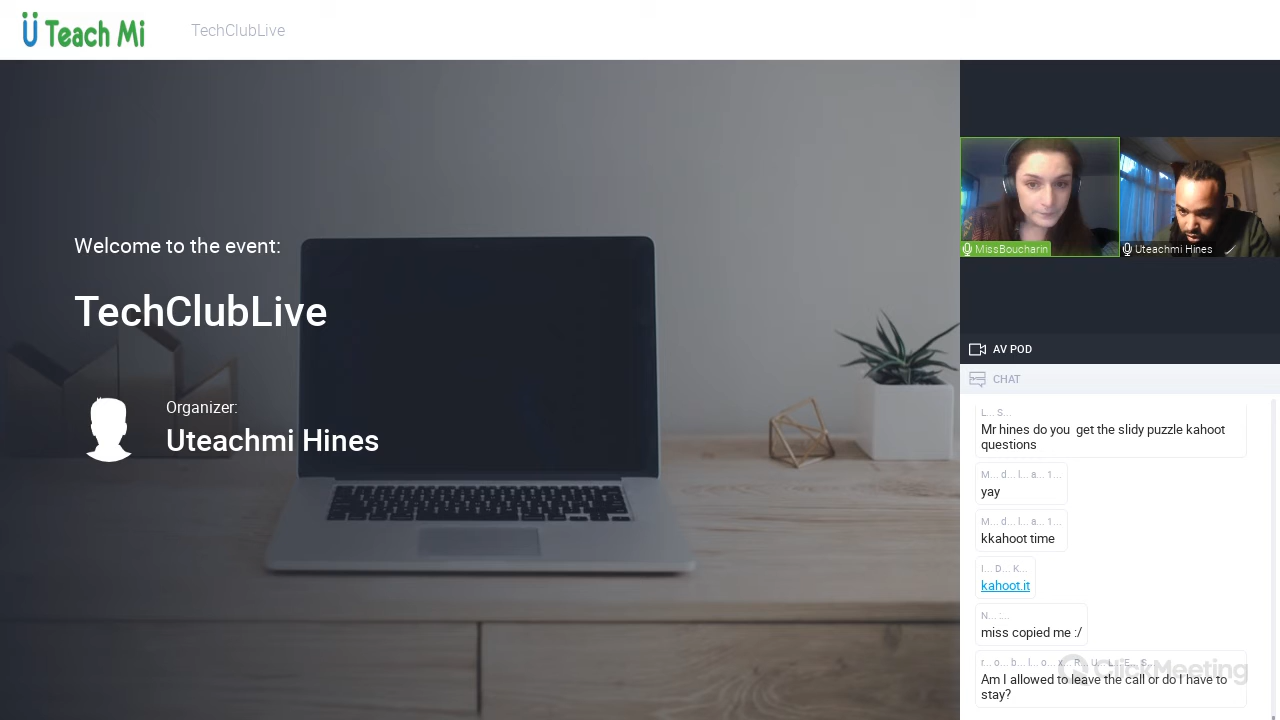 Ü Teach Mi
TechClubLive
Welcome to the event:
TechClubLive
Organizer:
Uteachmi Hines
MissBoucharin
Uteachmi Hines
AV POD
CHAT
L... S...
Mr hines do you  get the slidy puzzle kahoot
questions
M... d... l... a... 1...
yay
M... d... l... a... 1...
kkahoot time
I... D... K...
kahoot.it
N... :...
miss copied me :/
r... o... b... l... o... x... R... U... L... E... S...
ClickMeeting
Am I allowed to leave the call or do I have to
stay?